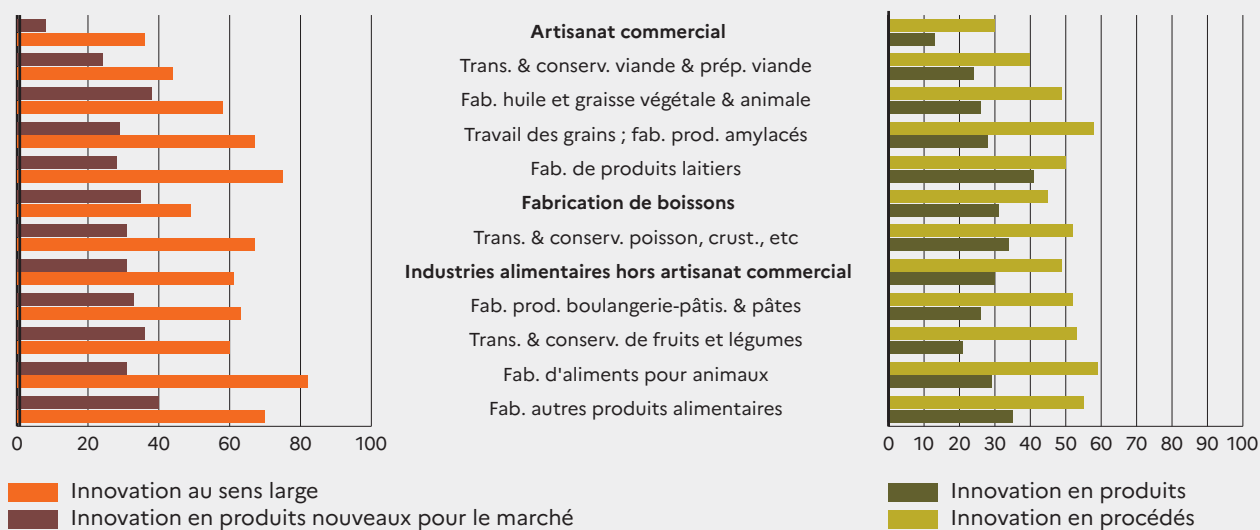 Artisanat commercial
Trans. & conserv. viande & prép. viande
Fab. huile et graisse végétale & animale
Travail des grains ; fab. prod. amylacés
Fab. de produits laitiers
Fabrication de boissons
Trans. & conserv. poisson, crust., etc
Industries alimentaires hors artisanat commercial
Fab. prod. boulangerie-pâtis. & pâtes
Trans. & conserv. de fruits et légumes
Fab. d'aliments pour animaux
Fab. autres produits alimentaires
0 20 40 60 80 100
0 10 20 30 40 50 60 70 80 90 100
Innovation au sens large
Innovation en produits nouveaux pour le marché
Innovation en produits
Innovation en procédés